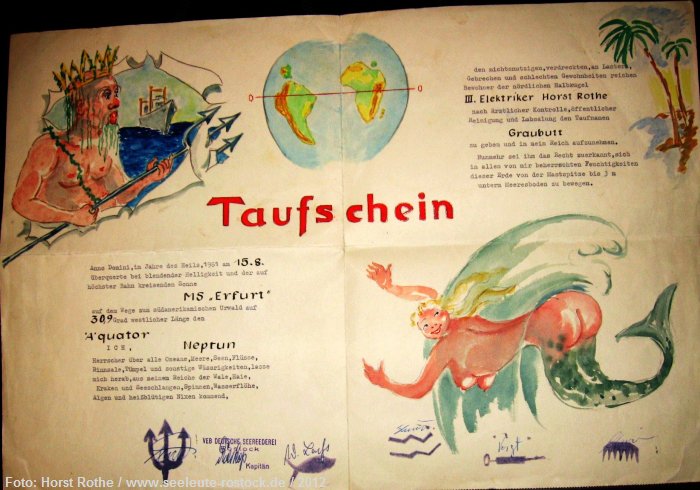 Taufschein
0
0
Anno Domini,im Jahre des Heils,1961 am 15.8.
überquerte bei blendender Helligkeit und der auf
höchster Bahn kreisenden Sonne
MS „Erfurt"
auf dem Wege zum südamerikanischen Urwald auf
30,9 Grad westlicher Länge den
Äquator
ICH, Neptun
Herrscher über alle Ozeane,Meere,Seen,Flüsse,
Rinnsale,Tümpel und sonstige Wässrigkeiten,lasse
mich herab,aus meinem Reiche der Wale,Haie,
Kraken und Seeschlangen,Spinnen,Wasserflöhe,
Algen und heißblütigen Nixen kommend,
den nichtsnutzigen,verdreckten,an Lastern,
Gebrechen und schlechten Gewohnheiten reichen
Bewohner der nördlichen Halbkugel
III. Elektriker Horst Rothe
nach ärztlicher Kontrolle,öffentlicher
Reinigung und Labsalung den Taufnamen
Graubutt
zu geben und in mein Reich aufzunehmen.
Nunmehr sei ihm das Recht zuerkannt,sich
in allen von mir beherrschten Feuchtigkeiten
dieser Erde von der Mastspitze bis 3 m
unterm Meeresboden zu bewegen.
VEB DEUTSCHE SEEREEDEREI
Rostock
Kapitän
Foto: Horst Rothe / www.seeleute-rostock.de / 2012